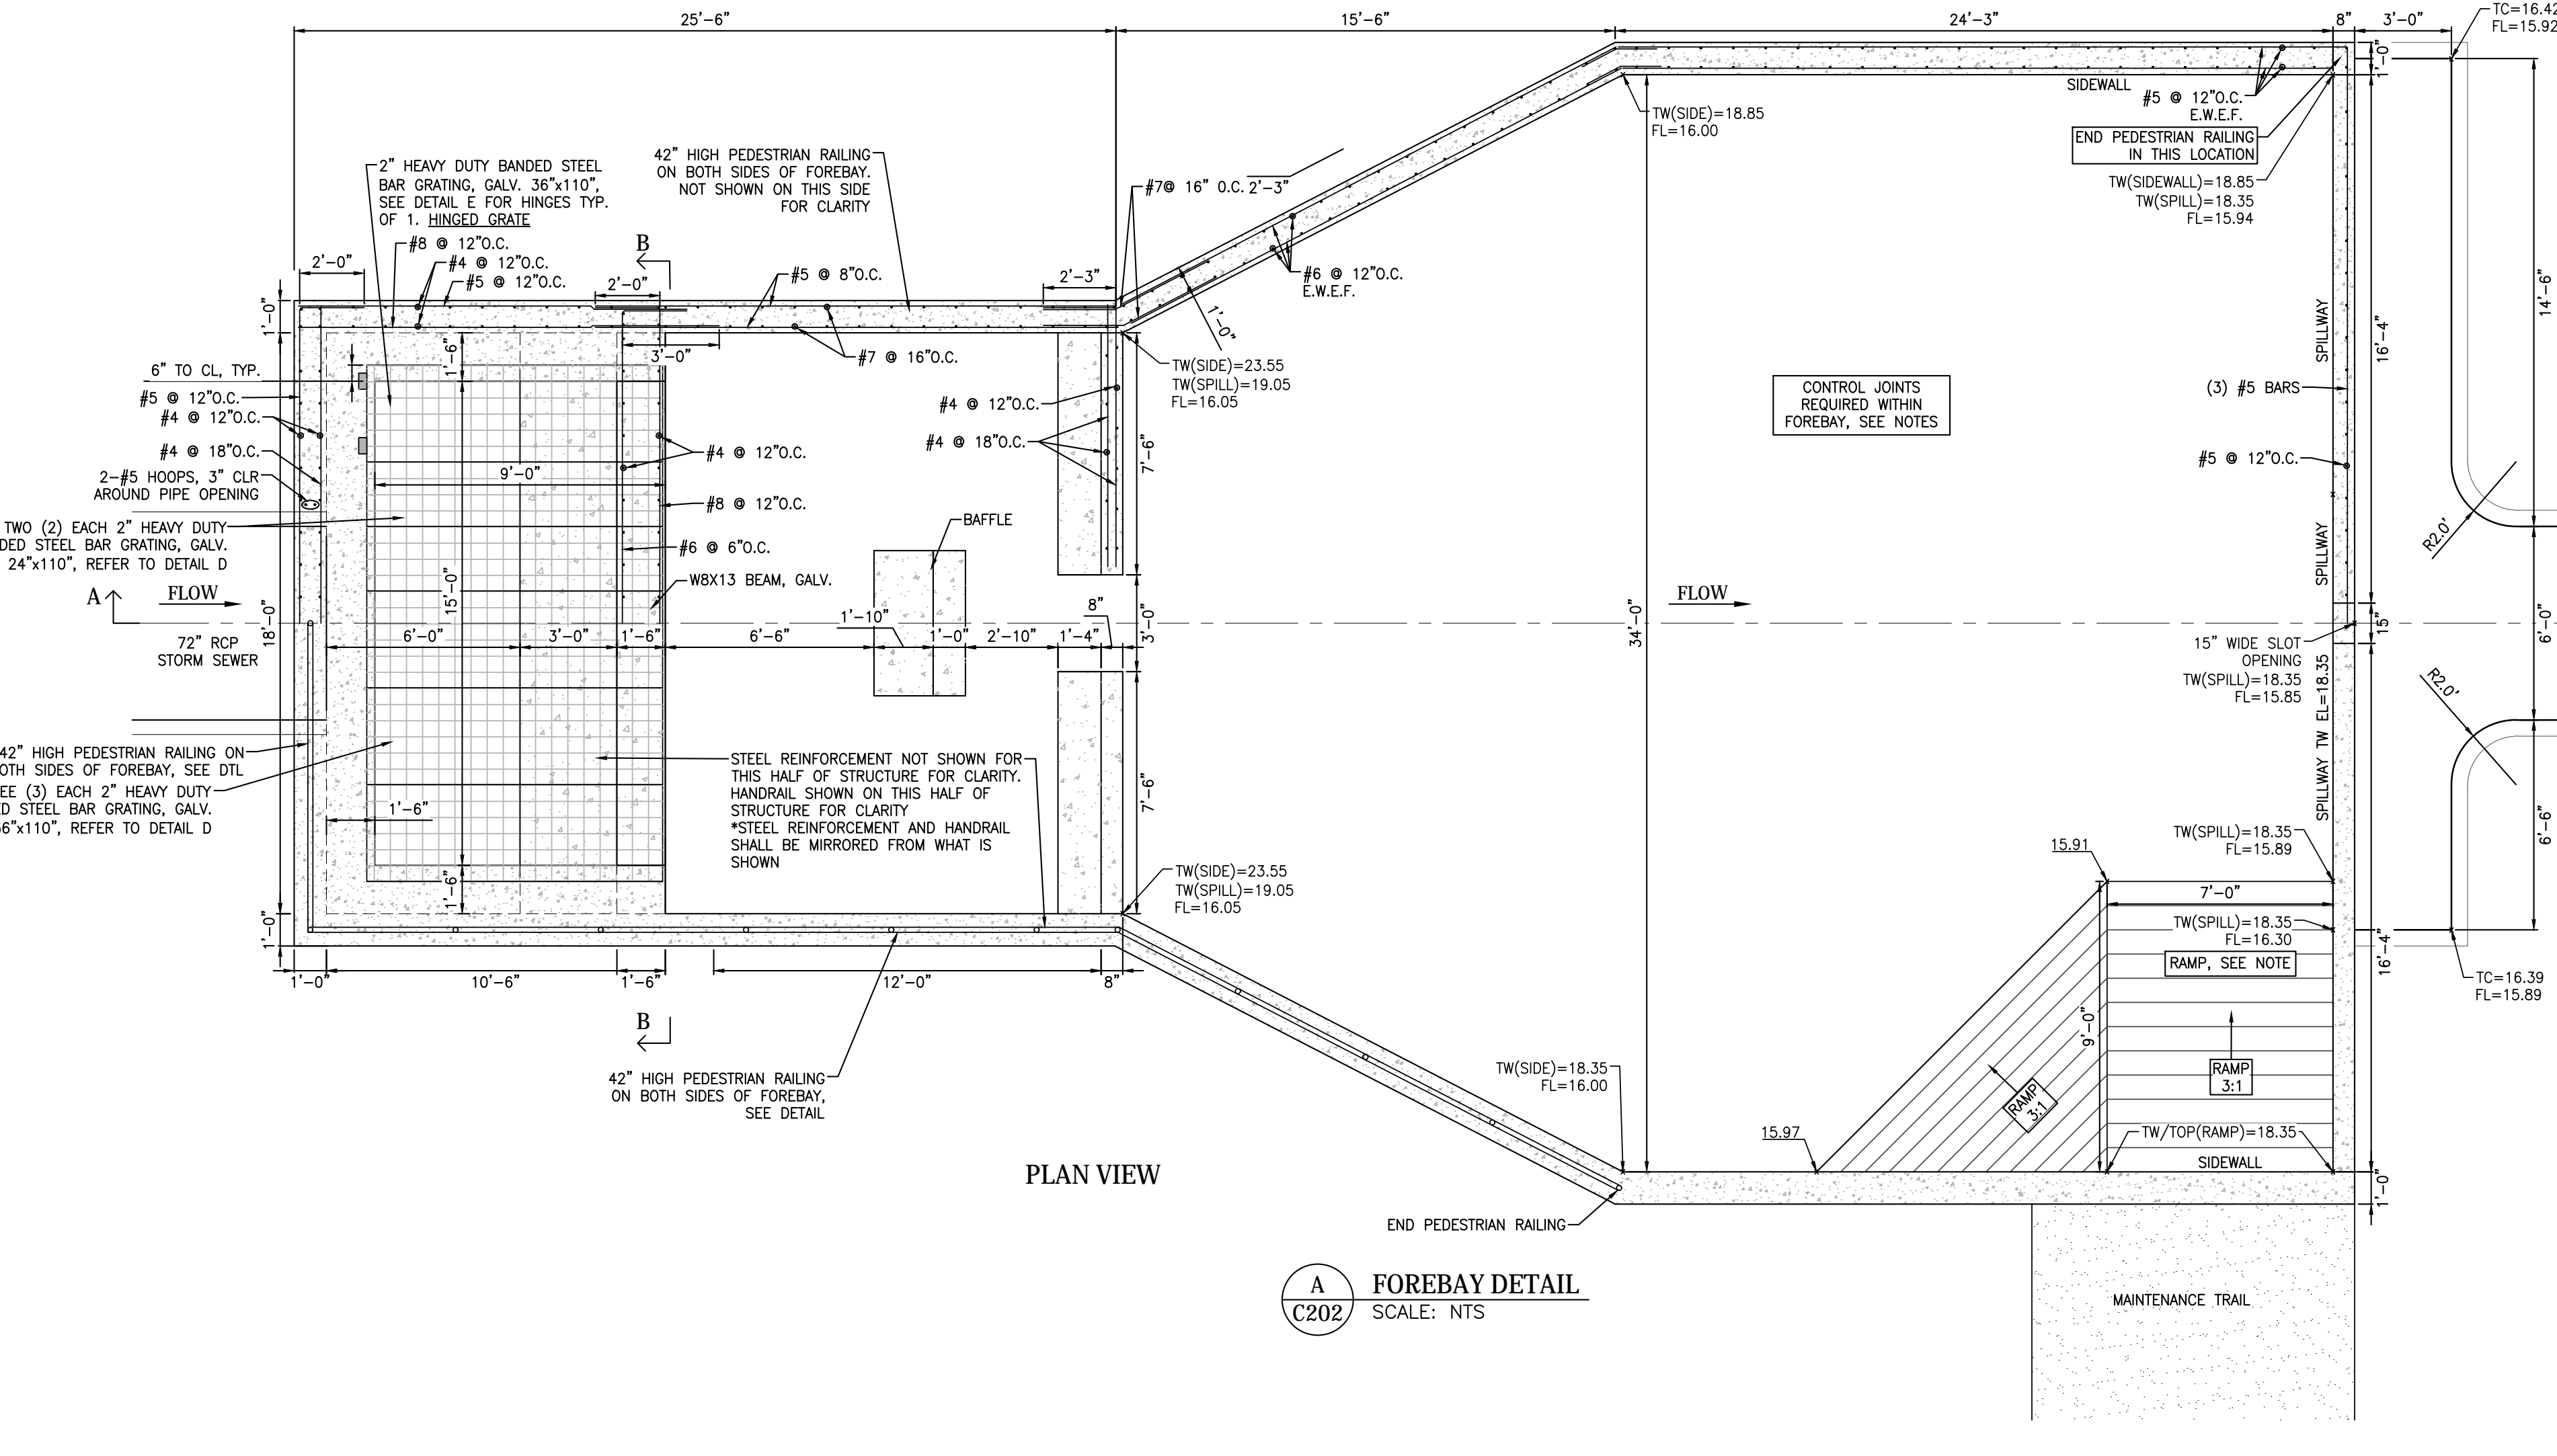 25'-6"
15'-6"
24'-3"
8"
3'-0"
TC=16.42
FL=15.92
1'-0"
SIDEWALL
#5 @ 12"O.C.
E.W.E.F.
END PEDESTRIAN RAILING
IN THIS LOCATION
TW(SIDEWALL)=18.85
TW(SPILL)=18.35
FL=15.94
TW(SIDE)=18.85
FL=16.00
2" HEAVY DUTY BANDED STEEL
BAR GRATING, GALV. 36"x110",
SEE DETAIL E FOR HINGES TYP.
OF 1. HINGED GRATE
42" HIGH PEDESTRIAN RAILING
ON BOTH SIDES OF FOREBAY.
NOT SHOWN ON THIS SIDE
FOR CLARITY
#7@ 16" O.C.
2'-3"
#8 @ 12"O.C.
#4 @ 12"O.C.
#5 @ 12"O.C.
2'-0"
B
2'-0"
#5 @ 8"O.C.
2'-3"
#6 @ 12"O.C.
E.W.E.F.
1'-0"
1'-0"
1'-6"
3'-0"
#7 @ 16"O.C.
TW(SIDE)=23.55
TW(SPILL)=19.05
FL=16.05
6" TO CL, TYP.
#5 @ 12"O.C.
#4 @ 12"O.C.
#4 @ 18"O.C.
2-#5 HOOPS, 3" CLR
AROUND PIPE OPENING
TWO (2) EACH 2" HEAVY DUTY
DED STEEL BAR GRATING, GALV.
24"x110", REFER TO DETAIL D
9'-0"
#4 @ 12"O.C.
#8 @ 12"O.C.
#6 @ 6"O.C.
W8X13 BEAM, GALV.
#4 @ 12"O.C.
#4 @ 18"O.C.
7'-6"
BAFFLE
CONTROL JOINTS
REQUIRED WITHIN
FOREBAY, SEE NOTES
SPILLWAY
16'-4"
14'-6"
(3) #5 BARS
#5 @ 12"O.C.
SPILLWAY
R2.0'
A
FLOW
72" RCP
STORM SEWER
18'-0"
15'-0"
6'-0"
3'-0"
1'-6"
6'-6"
1'-10"
1'-0"
2'-10"
1'-4"
8"
3'-0"
34'-0"
FLOW
15"
6'-0"
15" WIDE SLOT
OPENING
TW(SPILL)=18.35
FL=15.85
SPILLWAY TW EL=18.35
R2.0'
42" HIGH PEDESTRIAN RAILING ON
OTH SIDES OF FOREBAY, SEE DTL
EE (3) EACH 2" HEAVY DUTY
ED STEEL BAR GRATING, GALV.
6"x110", REFER TO DETAIL D
1'-6"
STEEL REINFORCEMENT NOT SHOWN FOR
THIS HALF OF STRUCTURE FOR CLARITY.
HANDRAIL SHOWN ON THIS HALF OF
STRUCTURE FOR CLARITY
*STEEL REINFORCEMENT AND HANDRAIL
SHALL BE MIRRORED FROM WHAT IS
SHOWN
7'-6"
TW(SIDE)=23.55
TW(SPILL)=19.05
FL=16.05
1'-6"
1'-0"
15.91
TW(SPILL)=18.35
FL=15.89
6'-6"
7'-0"
TW(SPILL)=18.35
FL=16.30
RAMP, SEE NOTE
16'-4"
TC=16.39
FL=15.89
1'-0"
10'-6"
1'-6"
12'-0"
8"
B
9'-0"
42" HIGH PEDESTRIAN RAILING
ON BOTH SIDES OF FOREBAY,
SEE DETAIL
TW(SIDE)=18.35
FL=16.00
RAMP
3:1
RAMP
3:1
15.97
TW/TOP(RAMP)=18.35
SIDEWALL
1'-0"
PLAN VIEW
END PEDESTRIAN RAILING
A
C202
FOREBAY DETAIL
SCALE: NTS
MAINTENANCE TRAIL